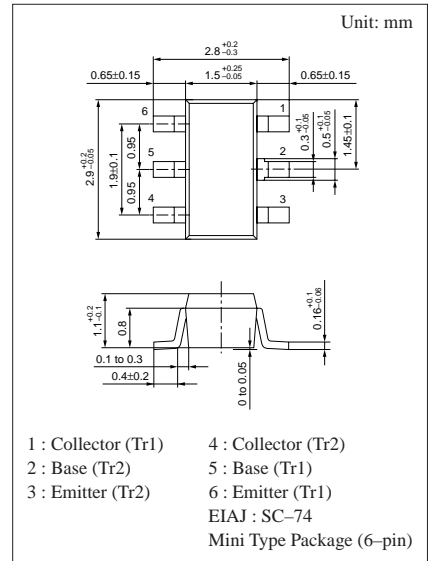 Unit: mm
2.8 +0.2 -0.3
0.65±0.15 1.5 +0.25 -0.05 0.65±0.15
6 1
5 2
4 3
2.9 +0.2 -0.05
1.9±0.1
0.95
0.95
0.3 +0.1 -0.05
0.5 +0.1 -0.05
1.45±0.1
1.1 +0.2 -0.1
0.8
0.16 +0.1 -0.06
0.1 to 0.3
0.4±0.2
0 to 0.05
1 : Collector (Tr1) 4 : Collector (Tr2)
2 : Base (Tr2) 5 : Base (Tr1)
3 : Emitter (Tr2) 6 : Emitter (Tr1)
EIAJ : SC–74
Mini Type Package (6–pin)